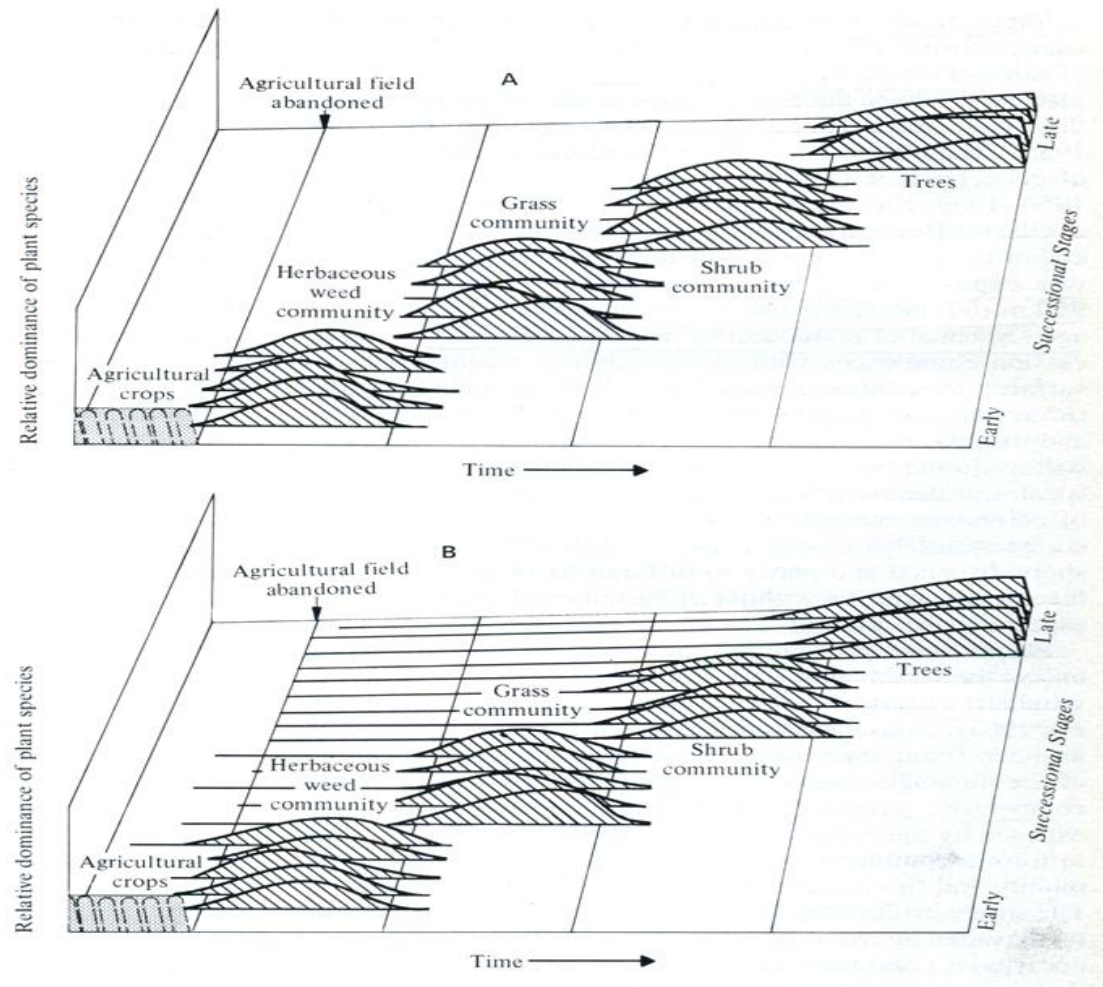 A
Agricultural field
abandoned
Relative dominance of plant species
Agricultural
crops
Herbaceous
weed
community
Grass
community
Shrub
community
Trees
Late
Successional Stages
Early
Time
B
Agricultural field
abandoned
Relative dominance of plant species
Agricultural
crops
Herbaceous
weed
community
Grass
community
Shrub
community
Trees
Late
Successional Stages
Early
Time